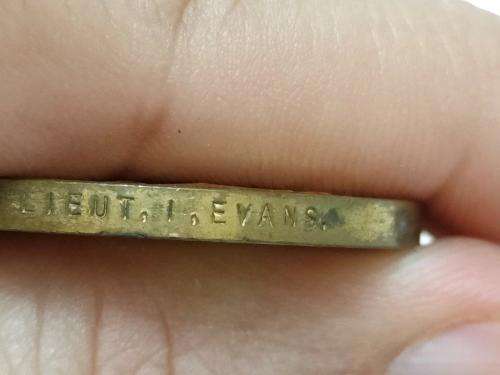 LIEUT. I. EVANS.